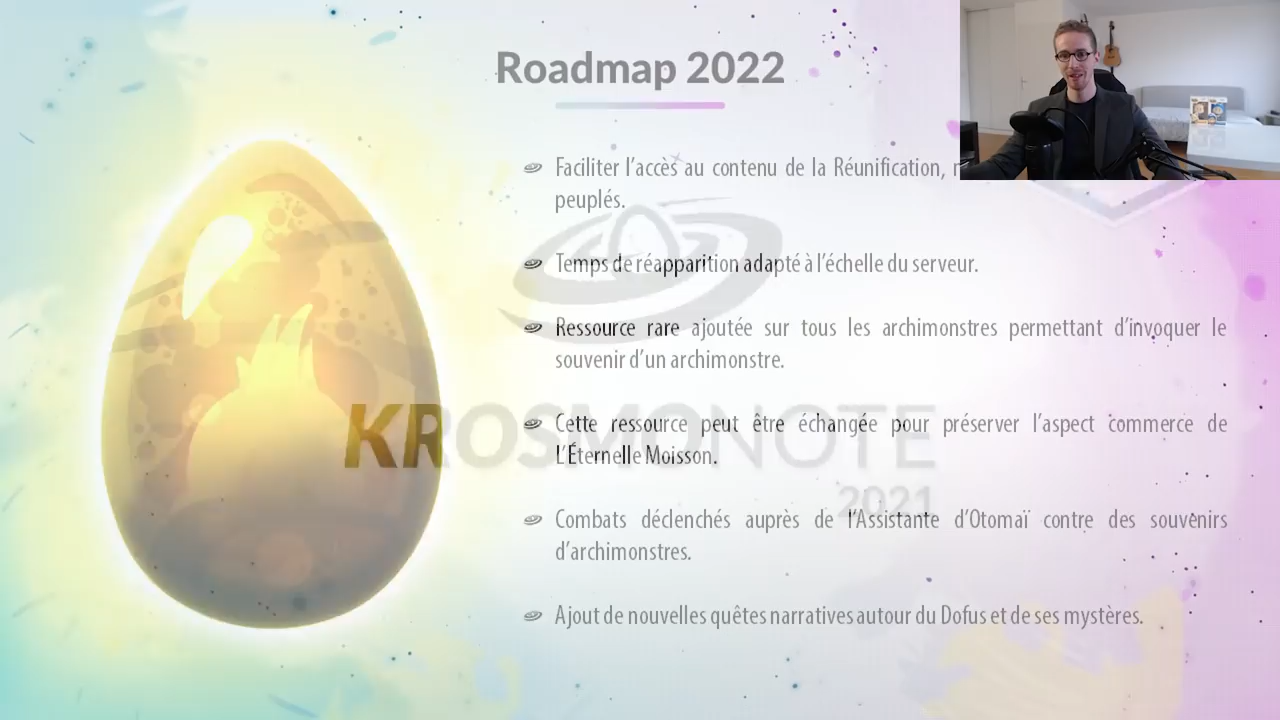 Roadmap 2022
Faciliter l'accès au contenu de la Réunification,
peuplés.
Temps de réapparition adapté à l'échelle du serveur.
Ressource rare ajoutée sur tous les archimonstres permettant d'invoquer le
souvenir d'un archimonstre.
Cette ressource peut être échangée pour préserver l'aspect commerce de
L'Éternelle Moisson.
KROSMONOTE
2021
Combats déclenchés auprès de l'Assistante d'Otomaï contre des souvenirs
d'archimonstres.
Ajout de nouvelles quêtes narratives autour du Dofus et de ses mystères.